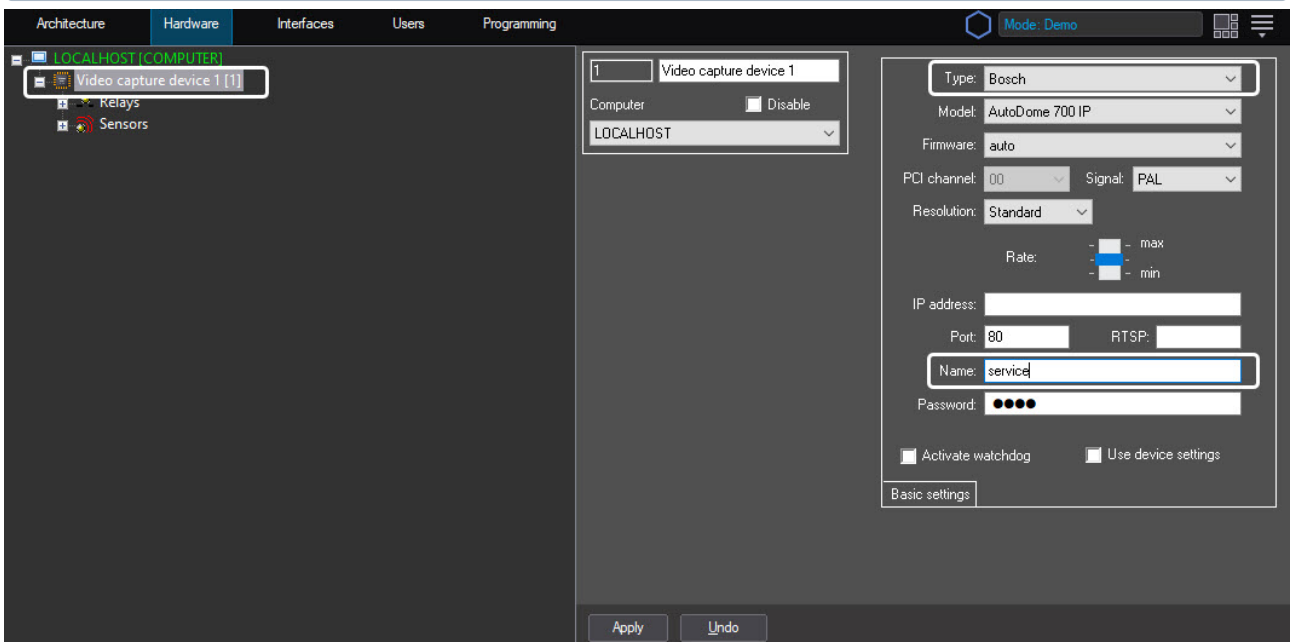 Architecture Hardware Interfaces Users Programming Mode: Demo
LOCALHOST [COMPUTER]
Video capture device 1 [1]
Relays
Sensors
1 Video capture device 1
Computer Disable
LOCALHOST
Type: Bosch
Model: AutoDome 700 IP
Firmware: auto
PCI channel: 00 Signal: PAL
Resolution: Standard
max
Rate:
min
IP address:
Port: 80 RTSP:
Name: service
Password: ●●●●
Activate watchdog Use device settings
Basic settings
Apply Undo